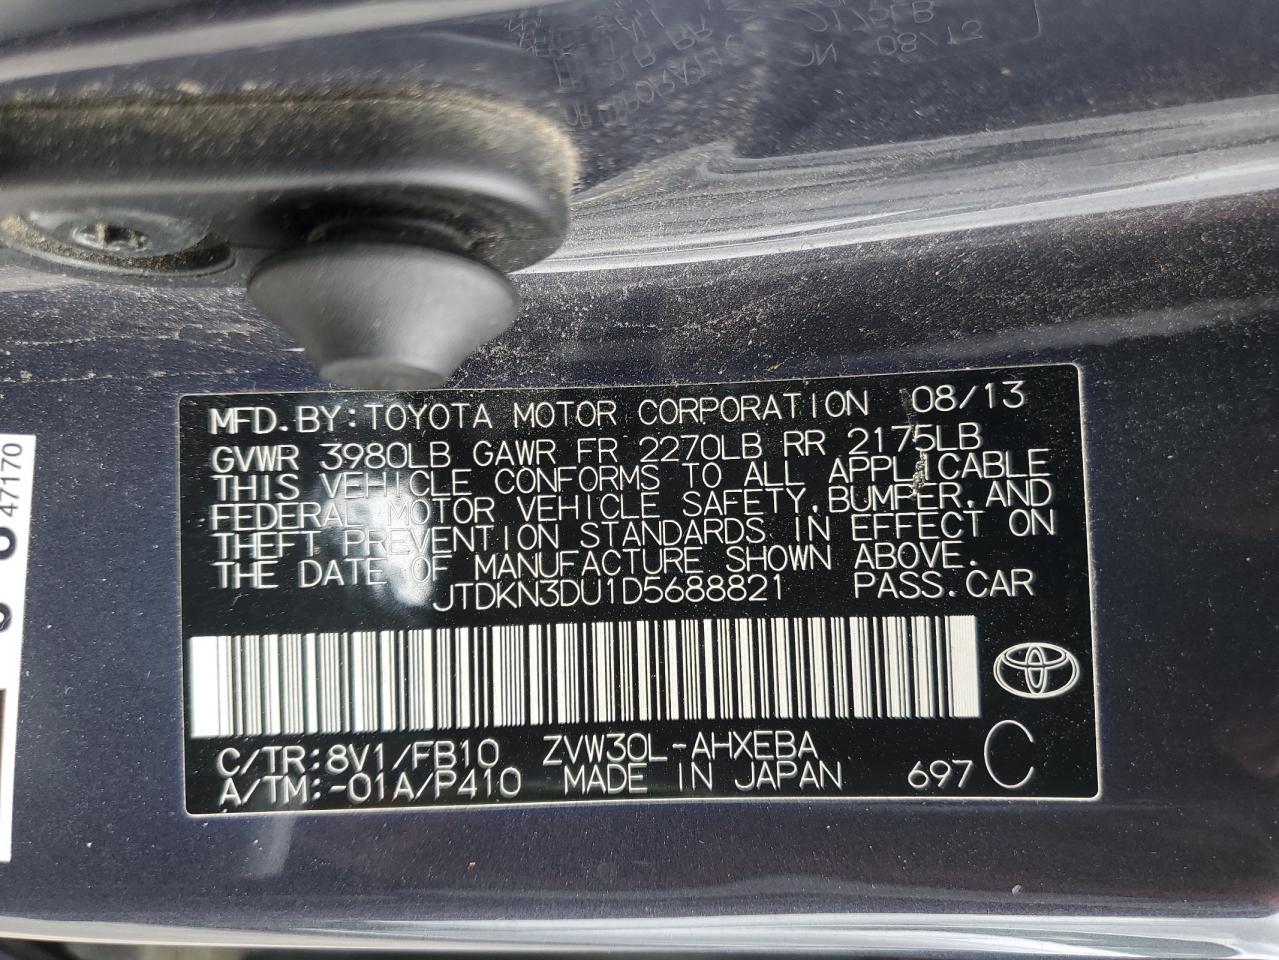 MFD. BY: TOYOTA MOTOR CORPORATION 08/13
GVWR 3980LB GAWR FR 2270LB RR 2175LB
THIS VEHICLE CONFORMS TO ALL APPLICABLE
FEDERAL MOTOR VEHICLE SAFETY, BUMPER, AND
THEFT PREVENTION STANDARDS IN EFFECT ON
THE DATE OF MANUFACTURE SHOWN ABOVE.
JTDKN3DU1D5688821 PASS. CAR
C/TR: 8V1/FB10 ZVW30L-AHXEBA
A/TM: -01A/P410 MADE IN JAPAN 697 C
47170